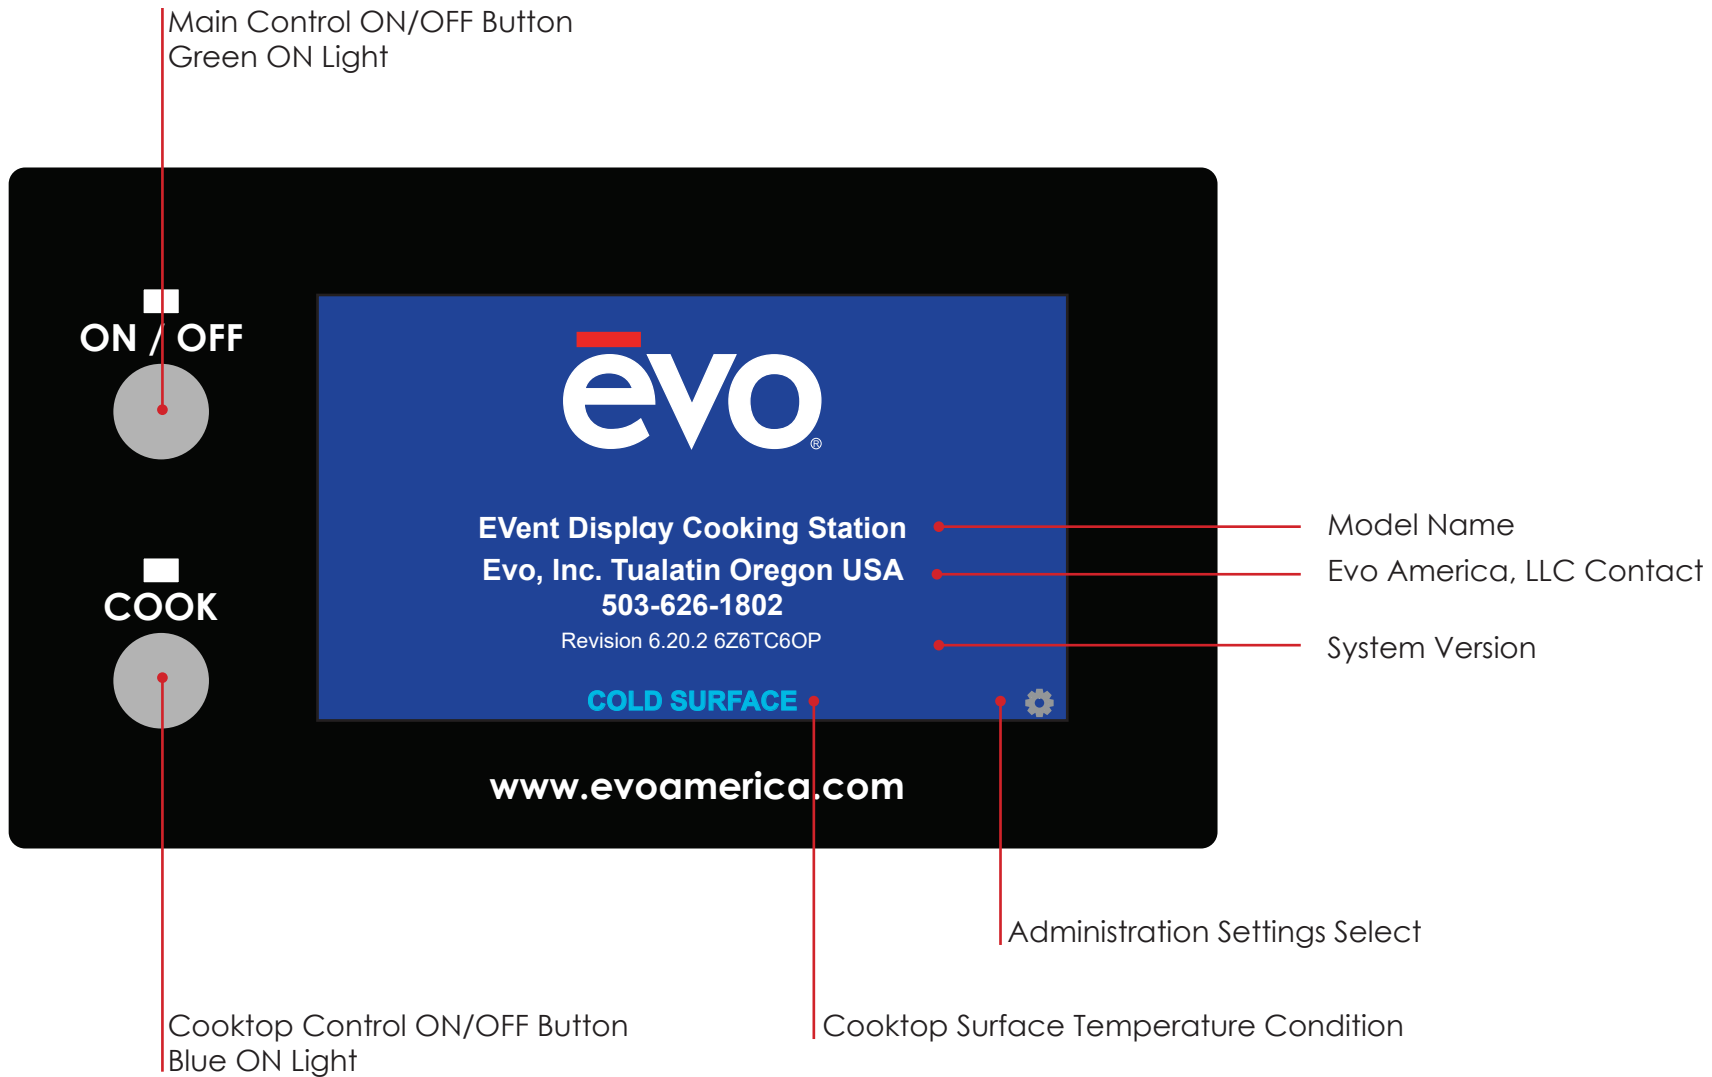 Main Control ON/OFF Button
Green ON Light
ON / OFF
ēvo®
EVent Display Cooking Station
Model Name
Evo, Inc. Tualatin Oregon USA
Evo America, LLC Contact
503-626-1802
COOK
Revision 6.20.2 6Z6TC6OP
System Version
COLD SURFACE
www.evoamerica.com
Administration Settings Select
Cooktop Control ON/OFF Button
Blue ON Light
Cooktop Surface Temperature Condition